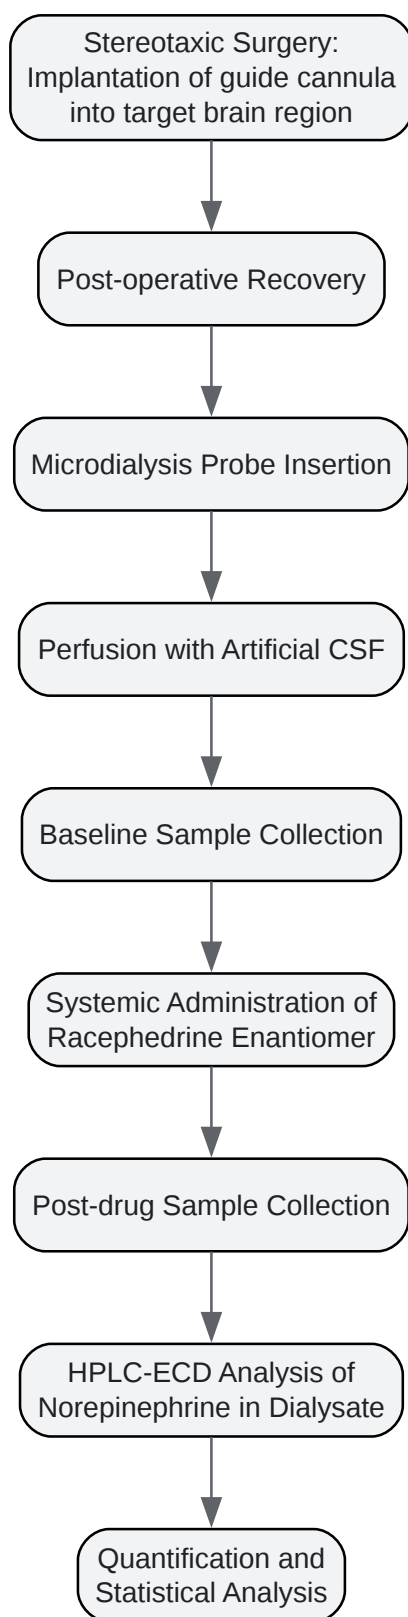 Stereotaxic Surgery:
Implantation of guide cannula
into target brain region
Post-operative Recovery
Microdialysis Probe Insertion
Perfusion with Artificial CSF
Baseline Sample Collection
Systemic Administration of
Racephedrine Enantiomer
Post-drug Sample Collection
HPLC-ECD Analysis of
Norepinephrine in Dialysate
Quantification and
Statistical Analysis